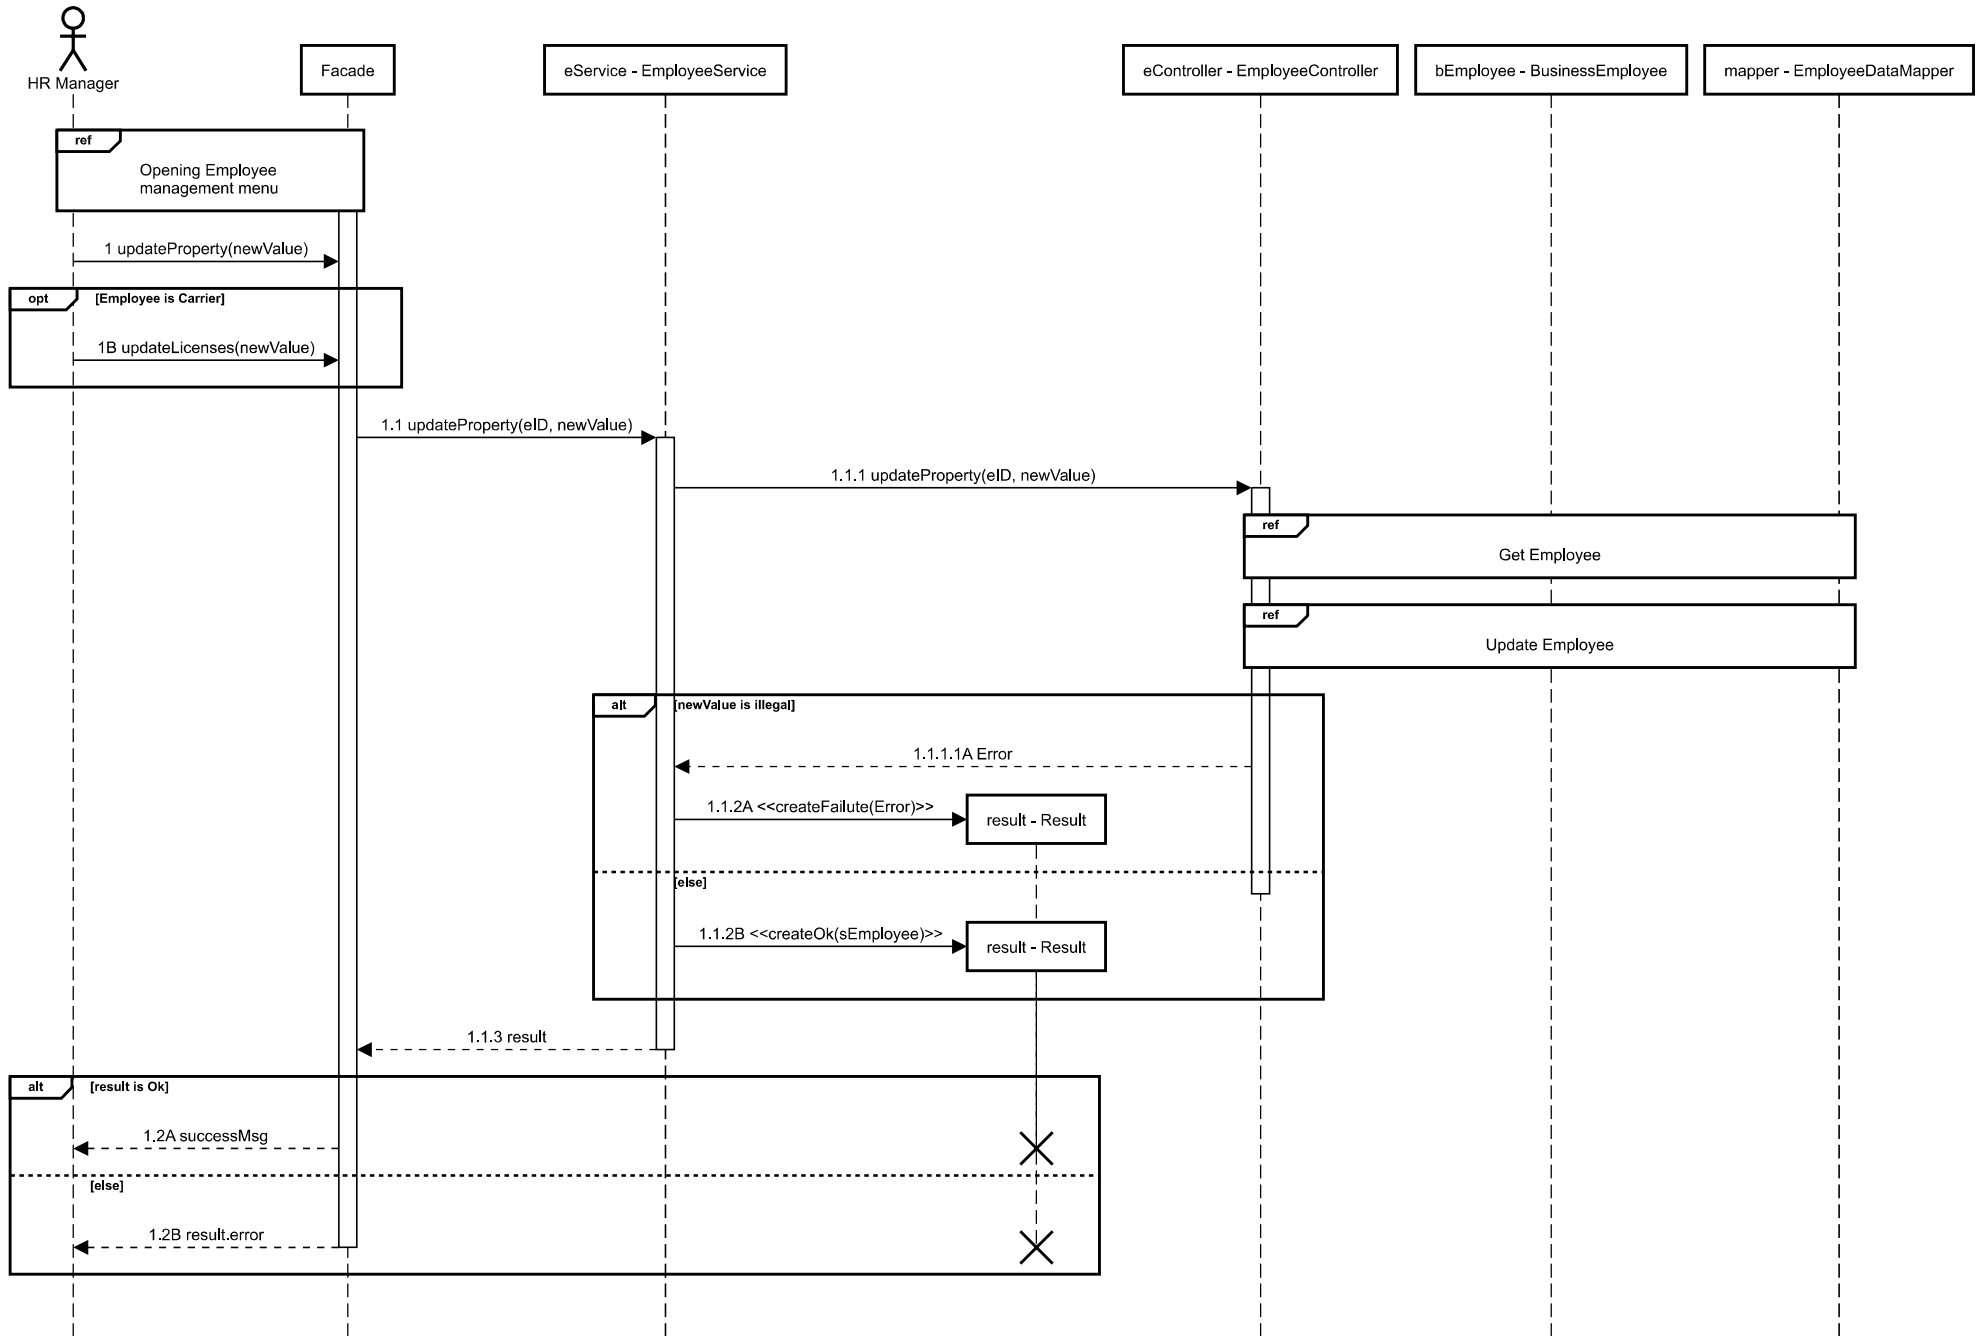 HR Manager
Facade
eService - EmployeeService
eController - EmployeeController
bEmployee - BusinessEmployee
mapper - EmployeeDataMapper
ref
Opening Employee
management menu
1 updateProperty(newValue)
opt
[Employee is Carrier]
1B updateLicenses(newValue)
1.1 updateProperty(eID, newValue)
1.1.1 updateProperty(eID, newValue)
ref
Get Employee
ref
Update Employee
alt
[newValue is illegal]
1.1.1.1A Error
1.1.2A <<createFailute(Error)>>
result - Result
[else]
1.1.2B <<createOk(sEmployee)>>
result - Result
1.1.3 result
alt
[result is Ok]
1.2A successMsg
[else]
1.2B result.error